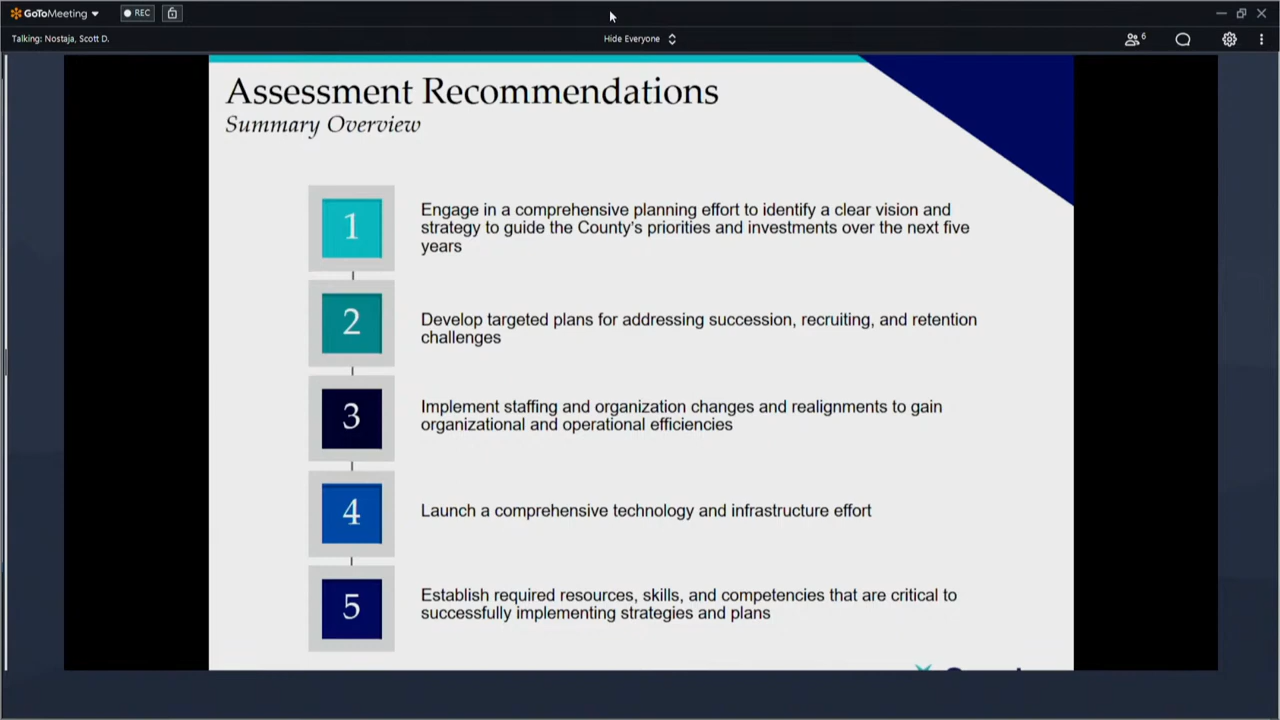 GoToMeeting
REC
Talking: Nostaja, Scott D.
Hide Everyone
6
Assessment Recommendations
Summary Overview
1
Engage in a comprehensive planning effort to identify a clear vision and
strategy to guide the County's priorities and investments over the next five
years
2
Develop targeted plans for addressing succession, recruiting, and retention
challenges
3
Implement staffing and organization changes and realignments to gain
organizational and operational efficiencies
4
Launch a comprehensive technology and infrastructure effort
5
Establish required resources, skills, and competencies that are critical to
successfully implementing strategies and plans